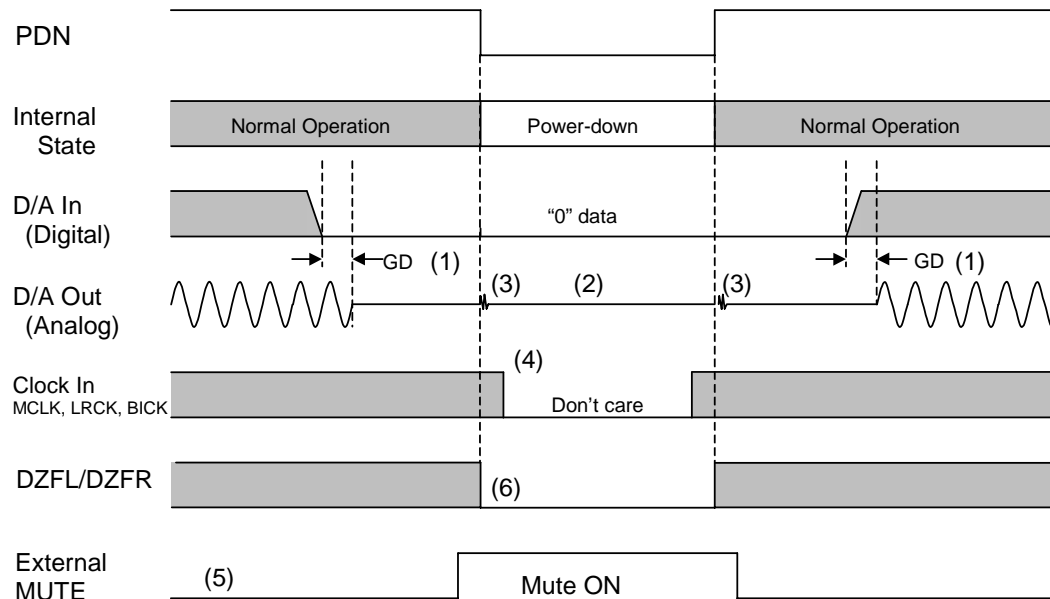 PDN
Internal
State
Normal Operation
Power-down
Normal Operation
D/A In
(Digital)
“0” data
GD (1)
GD (1)
D/A Out
(Analog)
(3)
(2)
(3)
Clock In
MCLK, LRCK, BICK
(4)
Don’t care
DZFL/DZFR
(6)
External
MUTE
(5)
Mute ON